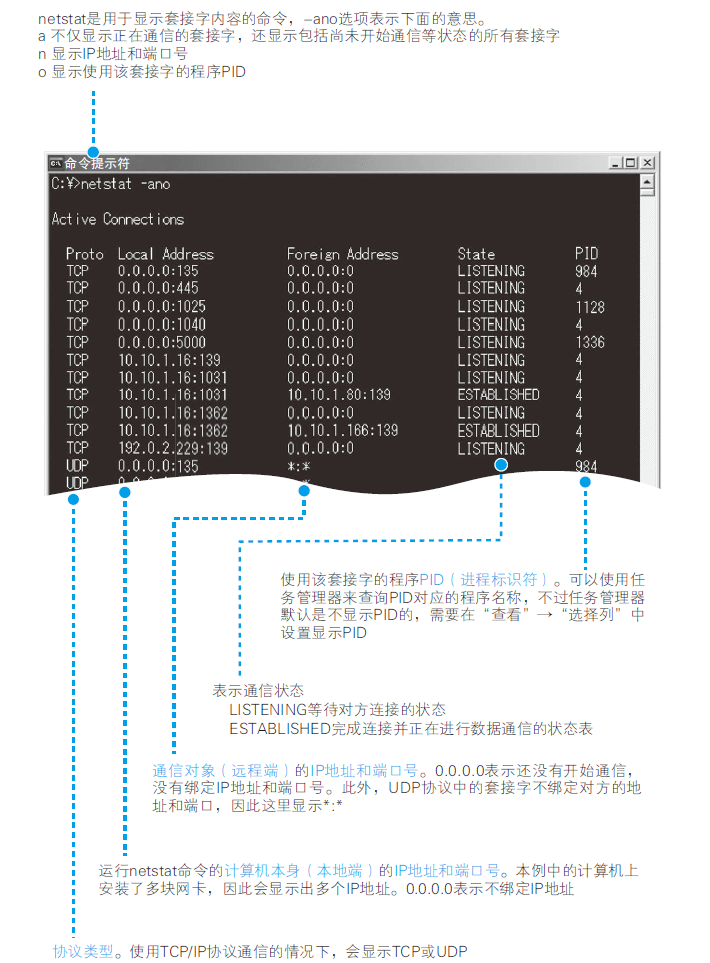 netstat是用于显示套接字内容的命令，–ano选项表示下面的意思。
a 不仅显示正在通信的套接字，还显示包括尚未开始通信等状态的所有套接字
n 显示IP地址和端口号
o 显示使用该套接字的程序PID
命令提示符
C:¥>netstat -ano
Active Connections
Proto Local Address Foreign Address State PID
TCP 0.0.0.0:135 0.0.0.0:0 LISTENING 984
TCP 0.0.0.0:445 0.0.0.0:0 LISTENING 4
TCP 0.0.0.0:1025 0.0.0.0:0 LISTENING 1128
TCP 0.0.0.0:1040 0.0.0.0:0 LISTENING 4
TCP 0.0.0.0:5000 0.0.0.0:0 LISTENING 1336
TCP 10.10.1.16:139 0.0.0.0:0 LISTENING 4
TCP 10.10.1.16:1031 0.0.0.0:0 LISTENING 4
TCP 10.10.1.16:1031 10.10.1.80:139 ESTABLISHED 4
TCP 10.10.1.16:1362 0.0.0.0:0 LISTENING 4
TCP 10.10.1.16:1362 10.10.1.166:139 ESTABLISHED 4
TCP 192.0.2.229:139 0.0.0.0:0 LISTENING 4
UDP 0.0.0.0:135 *:* 984
UDP
使用该套接字的程序PID（进程标识符）。可以使用任
务管理器来查询PID对应的程序名称，不过任务管理器
默认是不显示PID的，需要在“查看”→“选择列”中
设置显示PID
表示通信状态
LISTENING等待对方连接的状态
ESTABLISHED完成连接并正在进行数据通信的状态表
通信对象（远程端）的IP地址和端口号。0.0.0.0表示还没有开始通信，
没有绑定IP地址和端口号。此外，UDP协议中的套接字不绑定对方的地
址和端口，因此这里显示*:*
运行netstat命令的计算机本身（本地端）的IP地址和端口号。本例中的计算机上
安装了多块网卡，因此会显示出多个IP地址。0.0.0.0表示不绑定IP地址
协议类型。使用TCP/IP协议通信的情况下，会显示TCP或UDP